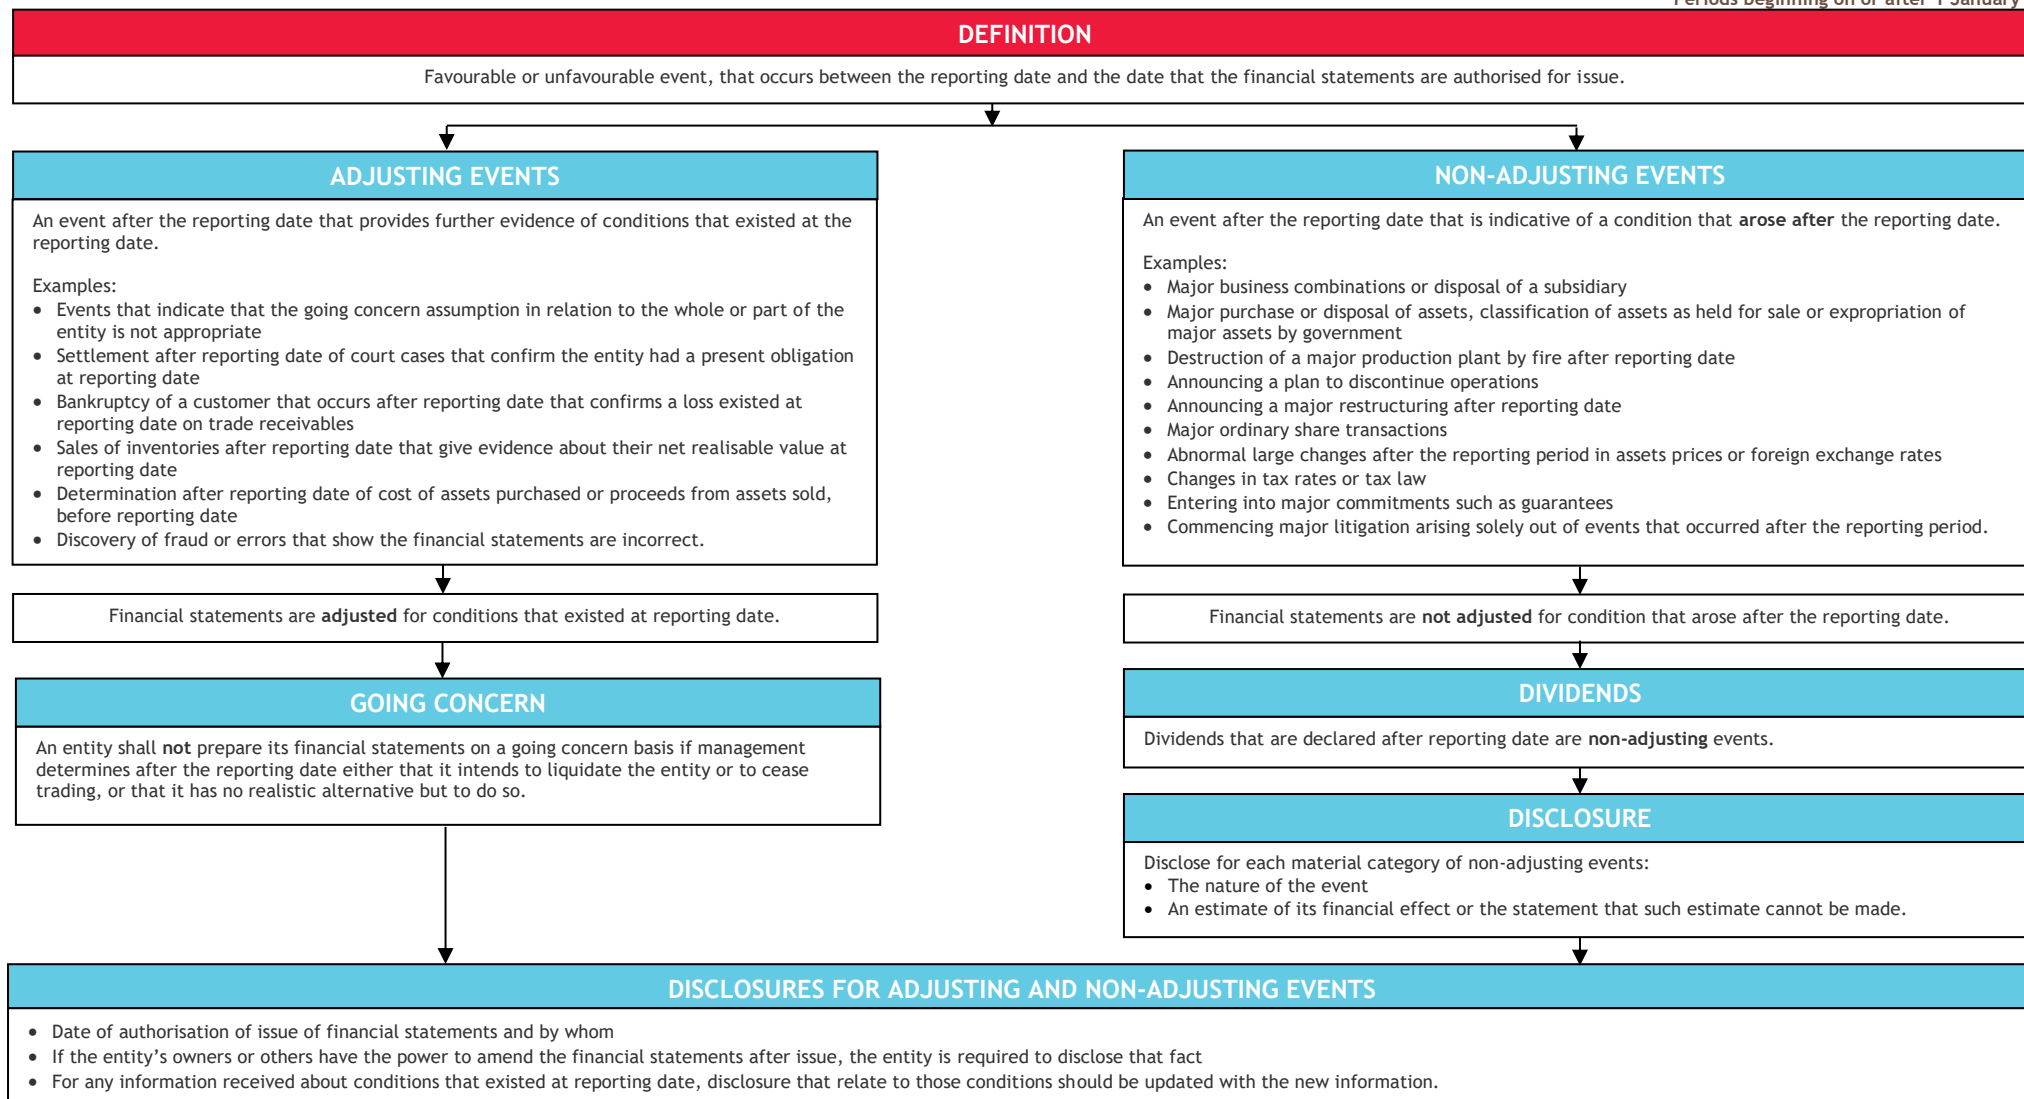 Periods beginning on or after 1 January
DEFINITION
Favourable or unfavourable event, that occurs between the reporting date and the date that the financial statements are authorised for issue.
ADJUSTING EVENTS
An event after the reporting date that provides further evidence of conditions that existed at the
reporting date.
Examples:
• Events that indicate that the going concern assumption in relation to the whole or part of the
entity is not appropriate
• Settlement after reporting date of court cases that confirm the entity had a present obligation
at reporting date
• Bankruptcy of a customer that occurs after reporting date that confirms a loss existed at
reporting date on trade receivables
• Sales of inventories after reporting date that give evidence about their net realisable value at
reporting date
• Determination after reporting date of cost of assets purchased or proceeds from assets sold,
before reporting date
• Discovery of fraud or errors that show the financial statements are incorrect.
Financial statements are adjusted for conditions that existed at reporting date.
GOING CONCERN
An entity shall not prepare its financial statements on a going concern basis if management
determines after the reporting date either that it intends to liquidate the entity or to cease
trading, or that it has no realistic alternative but to do so.
NON-ADJUSTING EVENTS
An event after the reporting date that is indicative of a condition that arose after the reporting date.
Examples:
• Major business combinations or disposal of a subsidiary
• Major purchase or disposal of assets, classification of assets as held for sale or expropriation of
major assets by government
• Destruction of a major production plant by fire after reporting date
• Announcing a plan to discontinue operations
• Announcing a major restructuring after reporting date
• Major ordinary share transactions
• Abnormal large changes after the reporting period in assets prices or foreign exchange rates
• Changes in tax rates or tax law
• Entering into major commitments such as guarantees
• Commencing major litigation arising solely out of events that occurred after the reporting period.
Financial statements are not adjusted for condition that arose after the reporting date.
DIVIDENDS
Dividends that are declared after reporting date are non-adjusting events.
DISCLOSURE
Disclose for each material category of non-adjusting events:
• The nature of the event
• An estimate of its financial effect or the statement that such estimate cannot be made.
DISCLOSURES FOR ADJUSTING AND NON-ADJUSTING EVENTS
• Date of authorisation of issue of financial statements and by whom
• If the entity's owners or others have the power to amend the financial statements after issue, the entity is required to disclose that fact
• For any information received about conditions that existed at reporting date, disclosure that relate to those conditions should be updated with the new information.